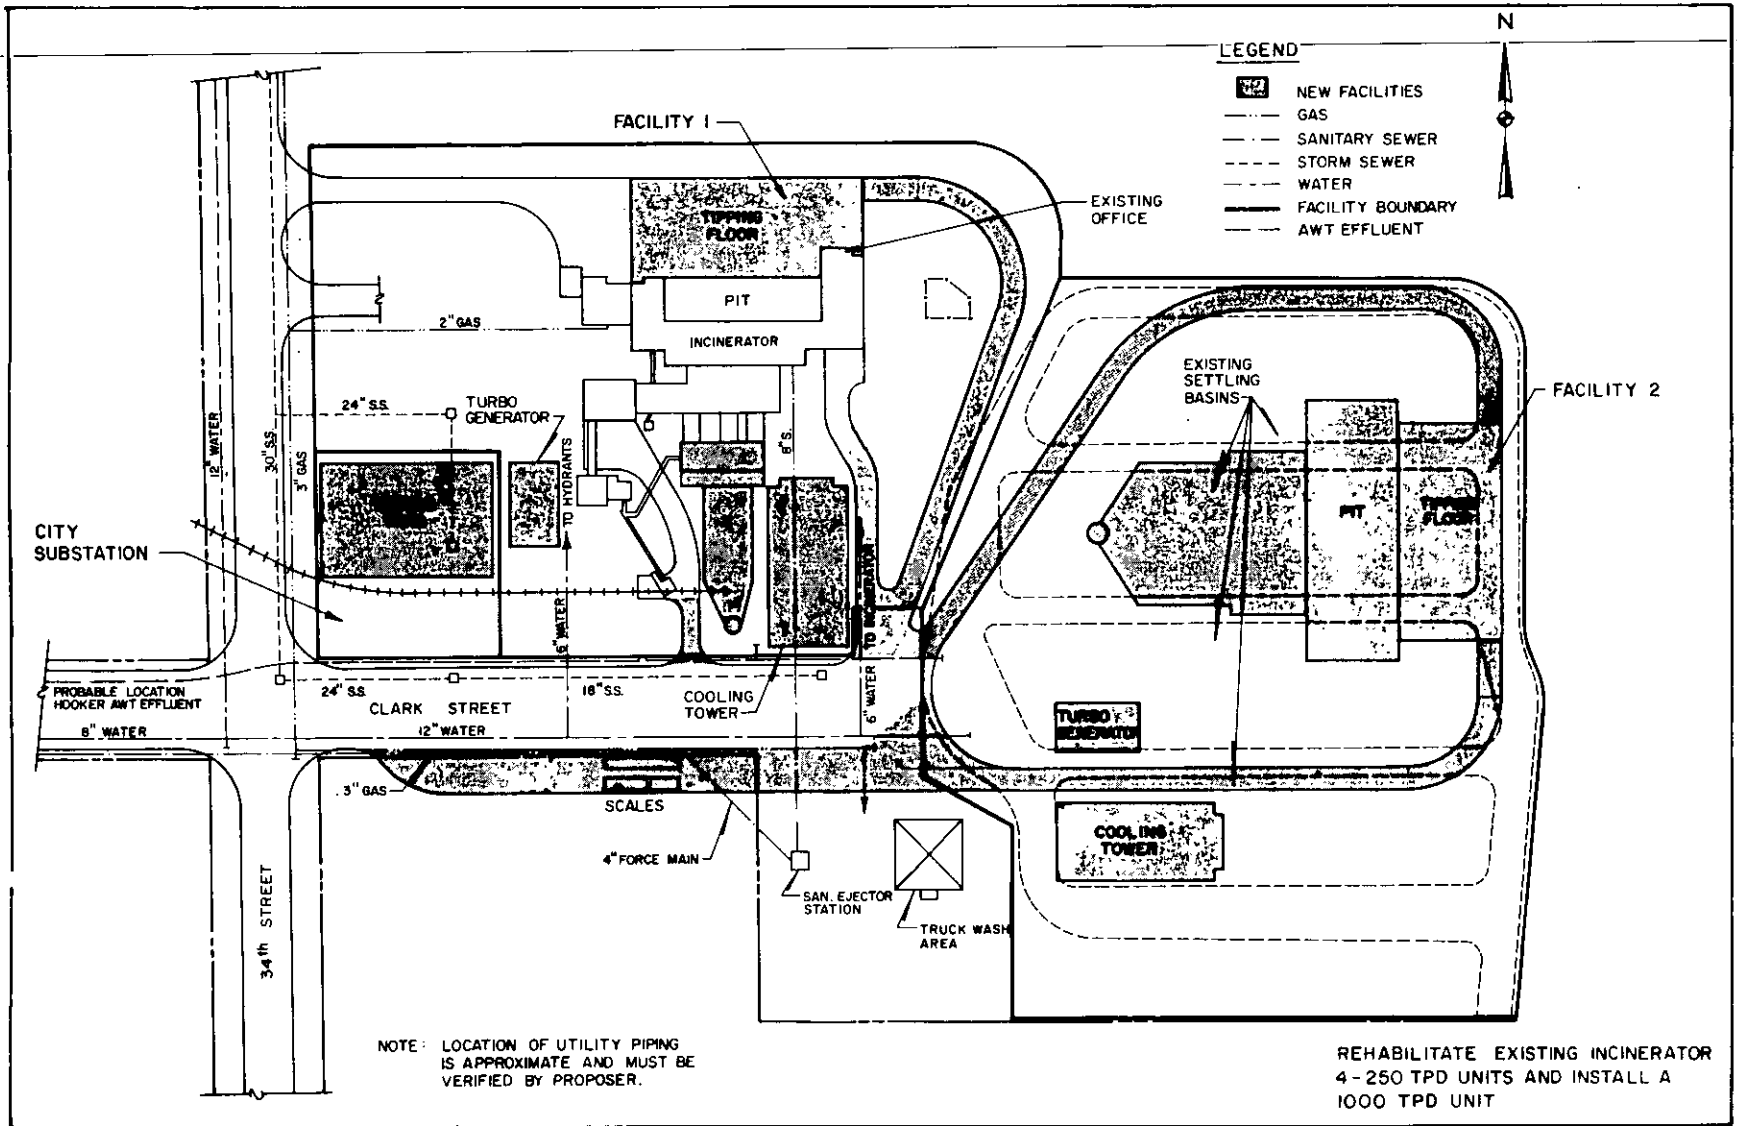 N
LEGEND
NEW FACILITIES
GAS
SANITARY SEWER
STORM SEWER
WATER
FACILITY BOUNDARY
AWT EFFLUENT
FACILITY 1
TIPPING
FLOOR
EXISTING
OFFICE
PIT
2" GAS
INCINERATOR
EXISTING
SETTLING
BASINS
FACILITY 2
24" S.S.
TURBO
GENERATOR
12" WATER
30" S.S.
3" GAS
TO HYDRANTS
8" S.
PIT
TIPPING
FLOOR
CITY
SUBSTATION
6" WATER
TO INCINERATOR
6" WATER
PROBABLE LOCATION
HOOKER AWT EFFLUENT
24" S.S.
18" S.S.
CLARK STREET
COOLING
TOWER
8" WATER
12" WATER
TURBO
GENERATOR
3" GAS
SCALES
COOLING
TOWER
4" FORCE MAIN
SAN. EJECTOR
STATION
TRUCK WASH
AREA
34th STREET
NOTE: LOCATION OF UTILITY PIPING
IS APPROXIMATE AND MUST BE
VERIFIED BY PROPOSER.
REHABILITATE EXISTING INCINERATOR
4-250 TPD UNITS AND INSTALL A
1000 TPD UNIT